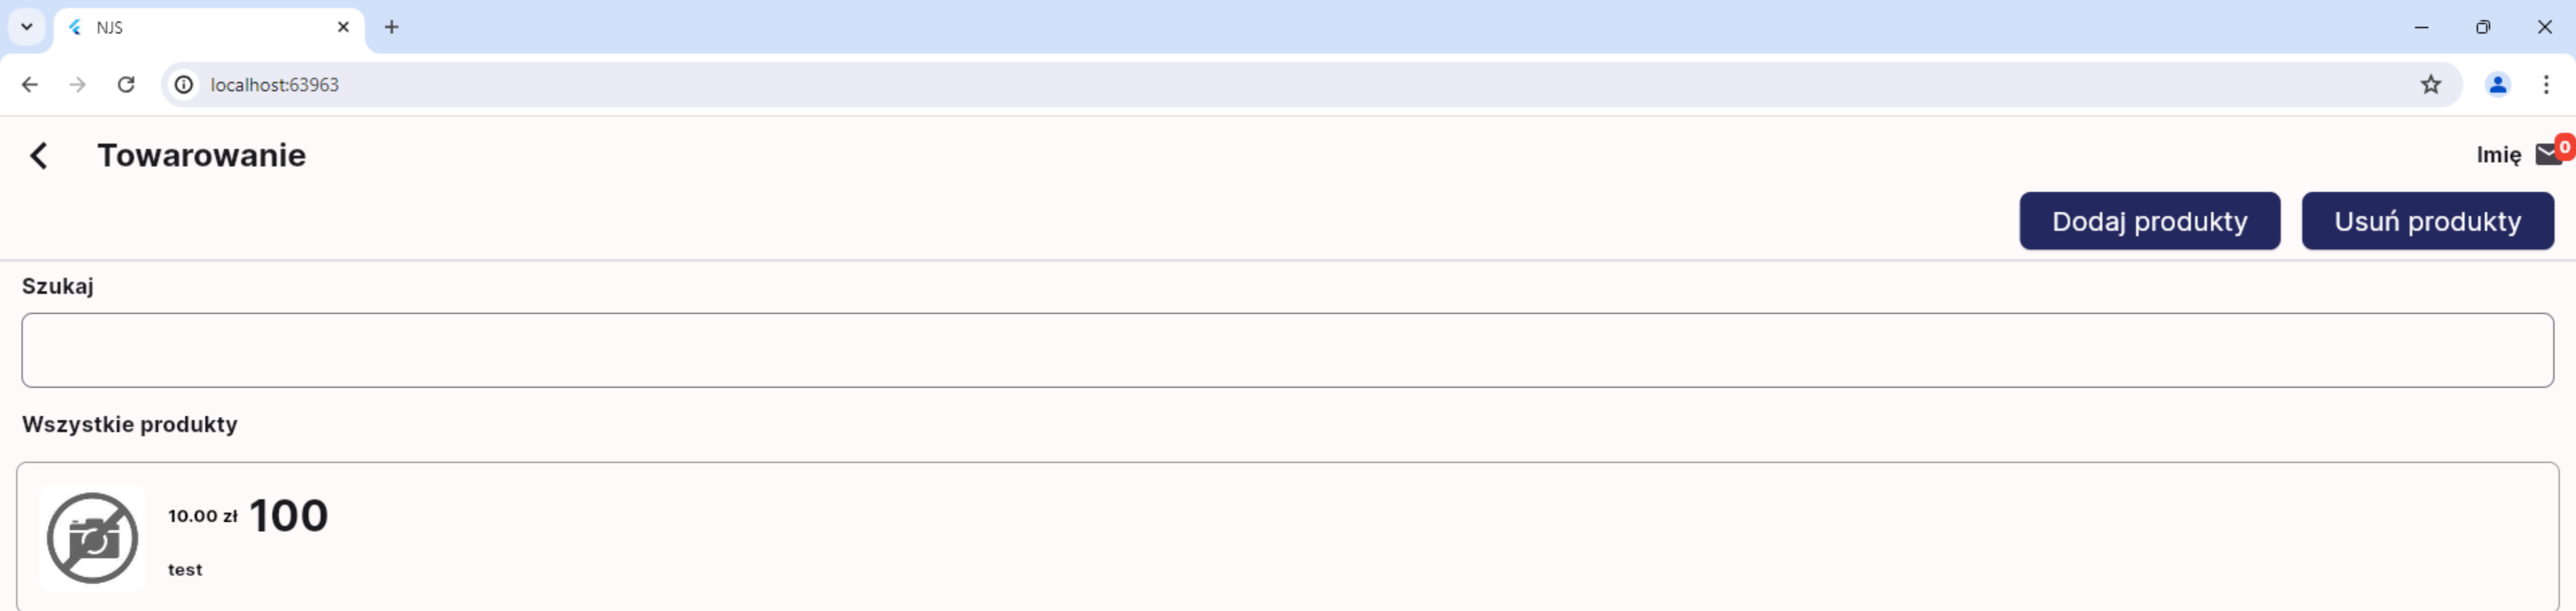 NJS
localhost:63963
Towarowanie
Imię 0
Dodaj produkty Usuń produkty
Szukaj
Wszystkie produkty
10.00 zł 100
test